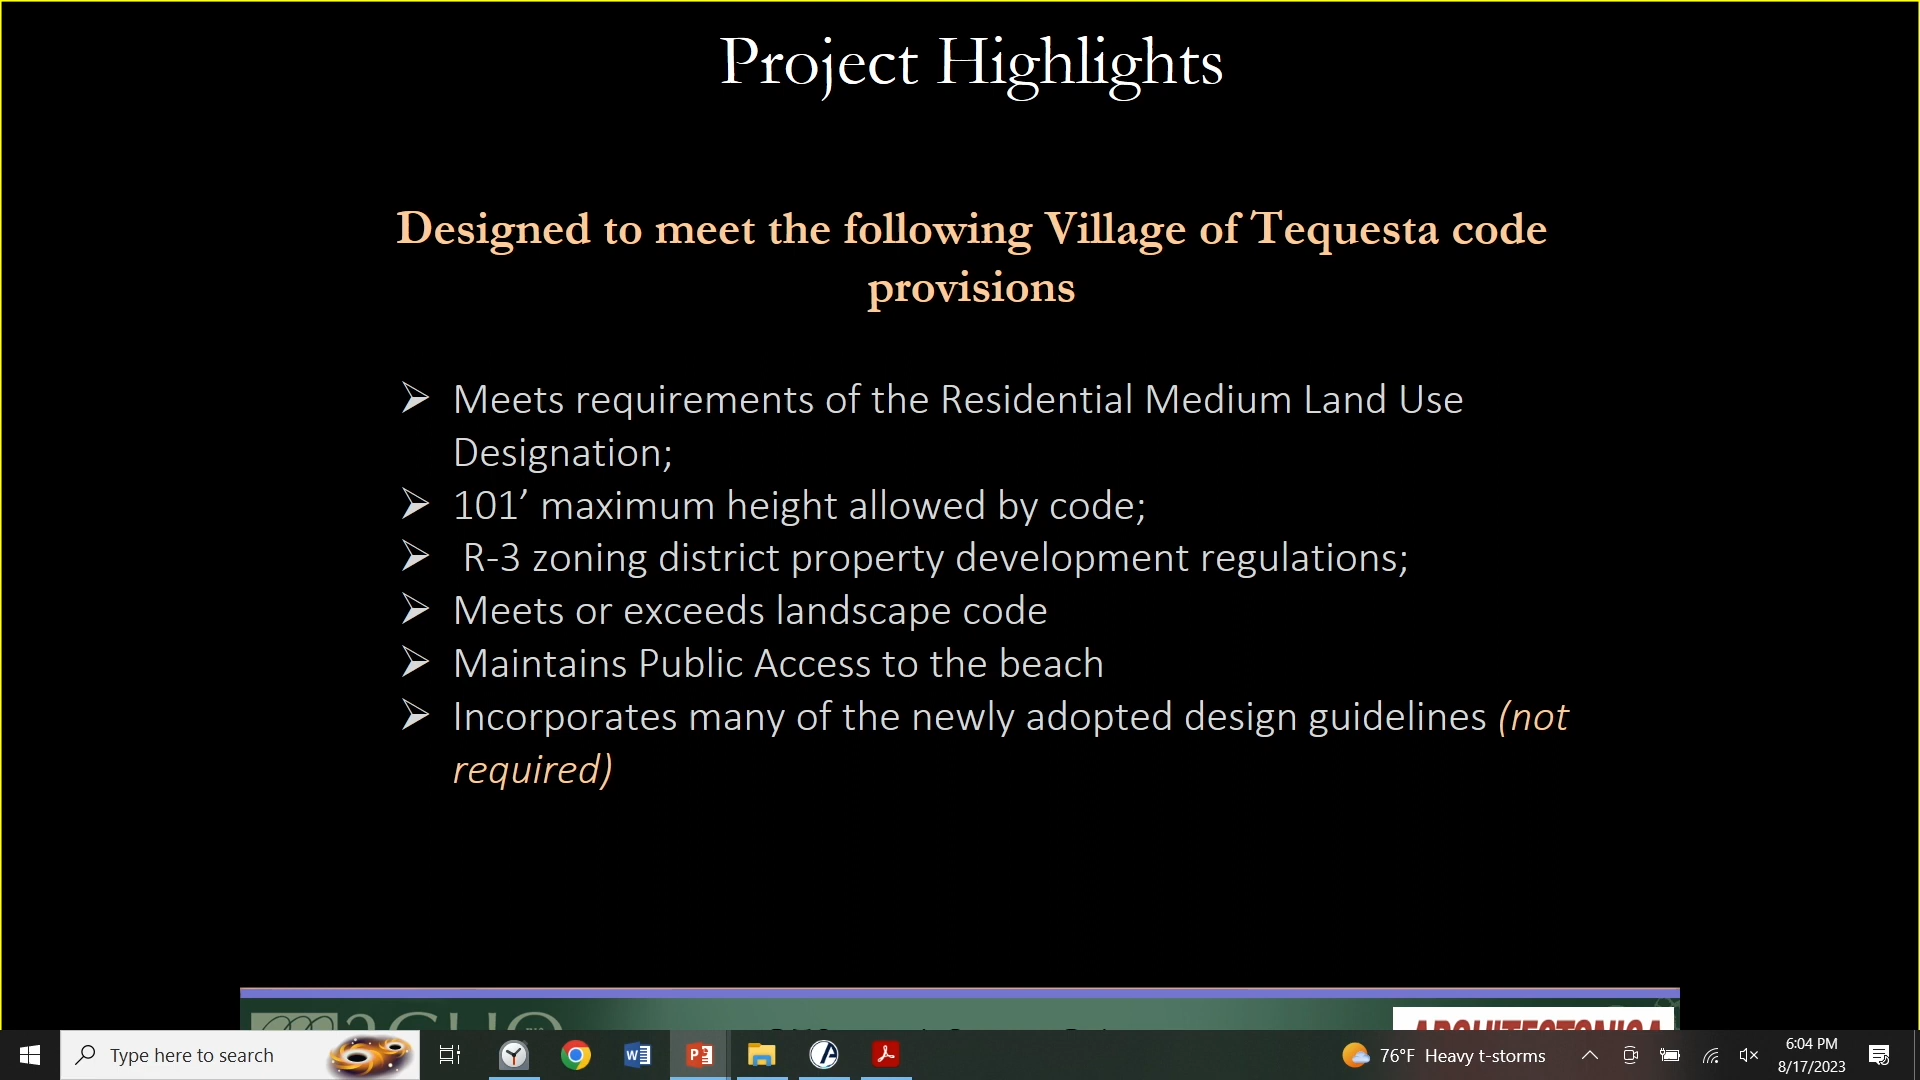 Project Highlights
Designed to meet the following Village of Tequesta code
provisions
➢ Meets requirements of the Residential Medium Land Use
Designation;
➢ 101’ maximum height allowed by code;
➢ R-3 zoning district property development regulations;
➢ Meets or exceeds landscape code
➢ Maintains Public Access to the beach
➢ Incorporates many of the newly adopted design guidelines (not
required)
ARQUITECTONICA
Type here to search
76°F Heavy t-storms
6:04 PM
8/17/2023